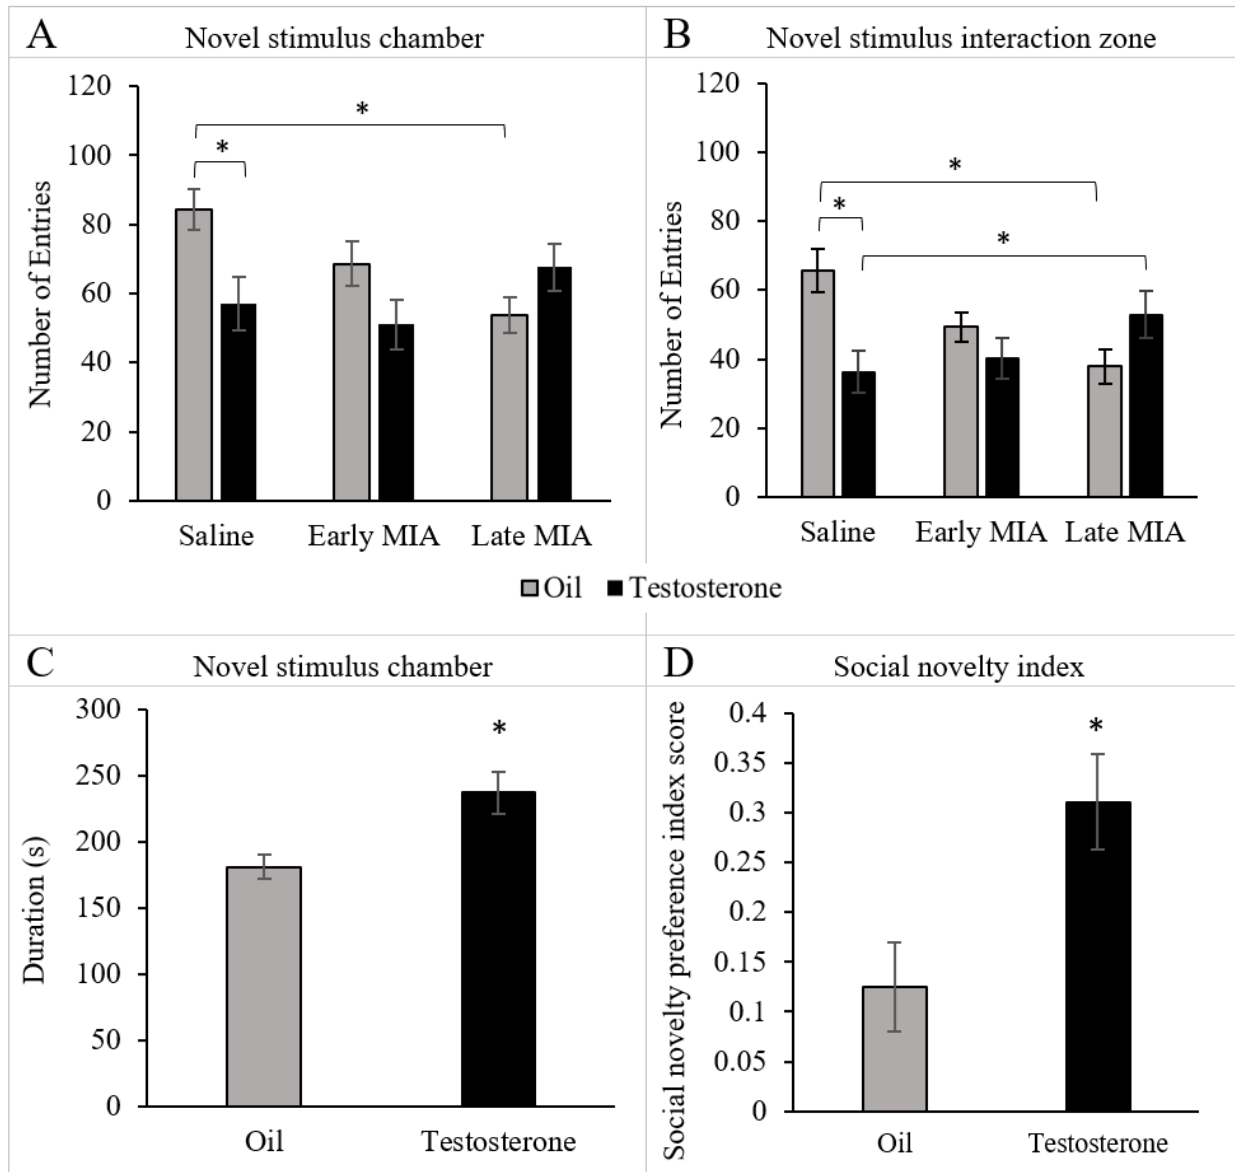 A Novel stimulus chamber
Number of Entries
120
100
80
60
40
20
0
*
*
Saline Early MIA Late MIA
B Novel stimulus interaction zone
Number of Entries
120
100
80
60
40
20
0
*
*
*
Saline Early MIA Late MIA
Oil Testosterone
C Novel stimulus chamber
Duration (s)
300
250
200
150
100
50
0
*
Oil Testosterone
D Social novelty index
Social novelty preference index score
0.4
0.35
0.3
0.25
0.2
0.15
0.1
0.05
0
*
Oil Testosterone